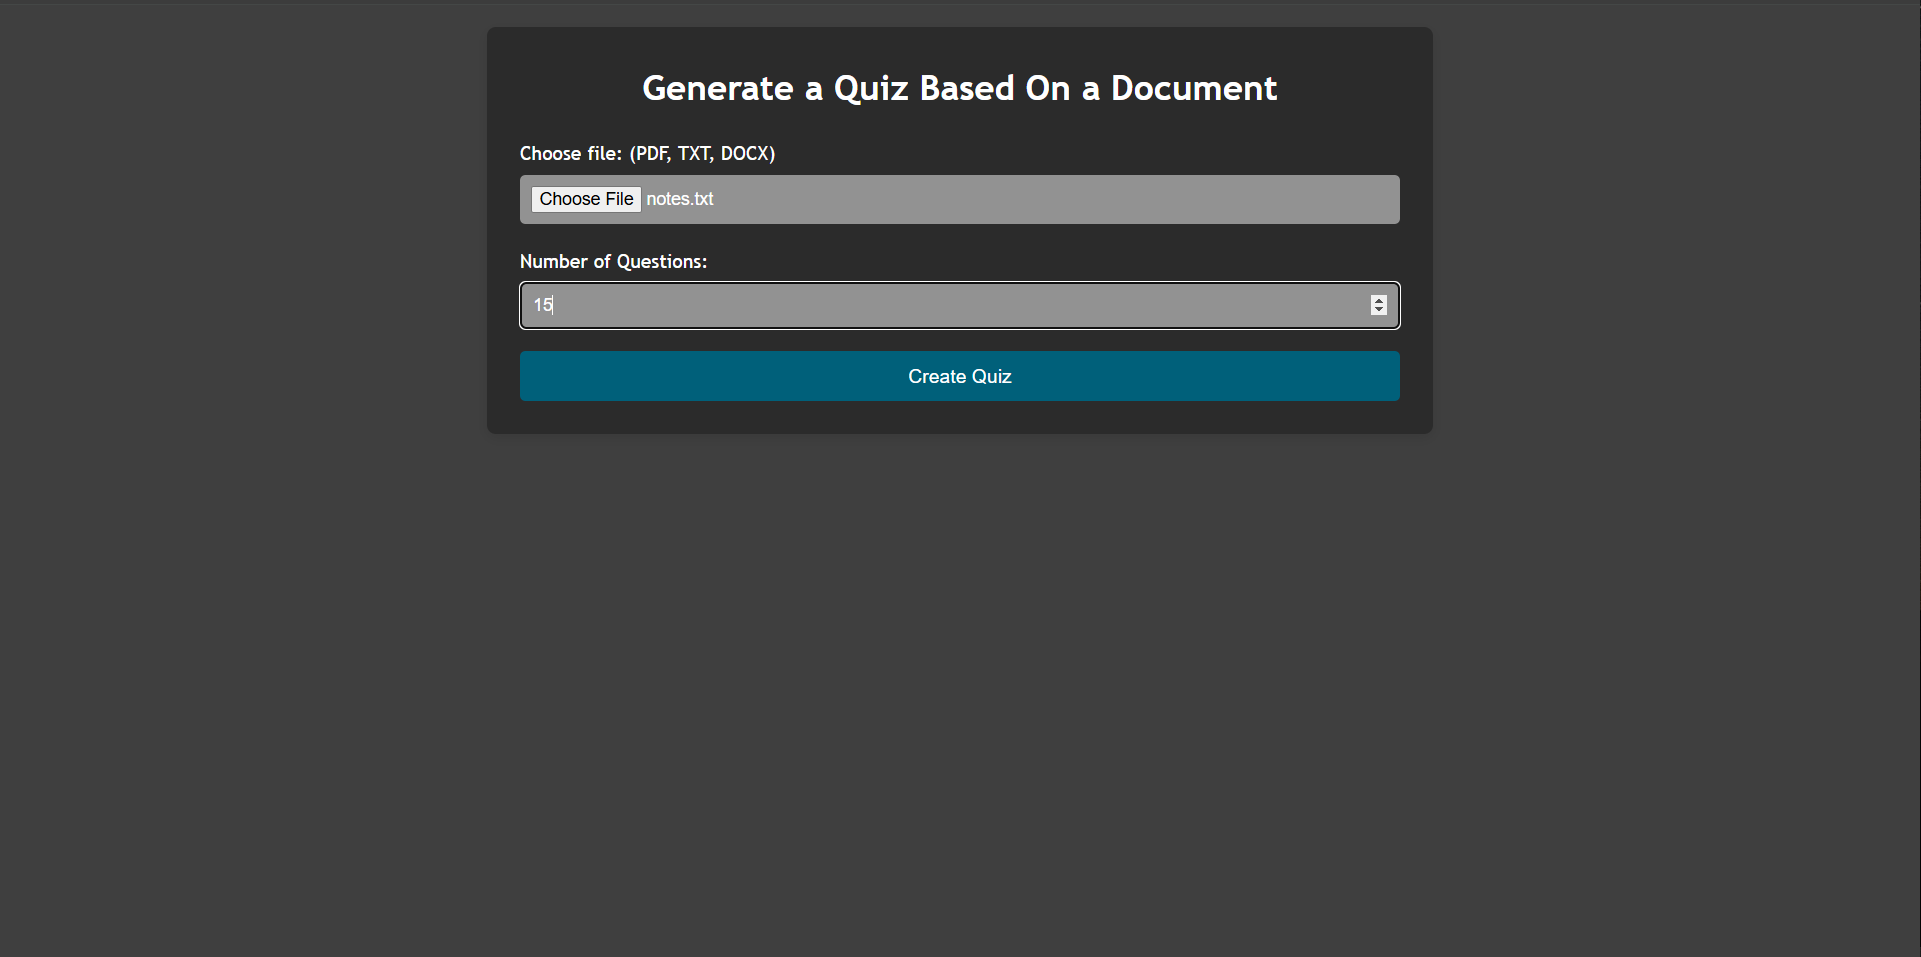 Generate a Quiz Based On a Document
Choose file: (PDF, TXT, DOCX)
Choose File notes.txt
Number of Questions:
15
Create Quiz